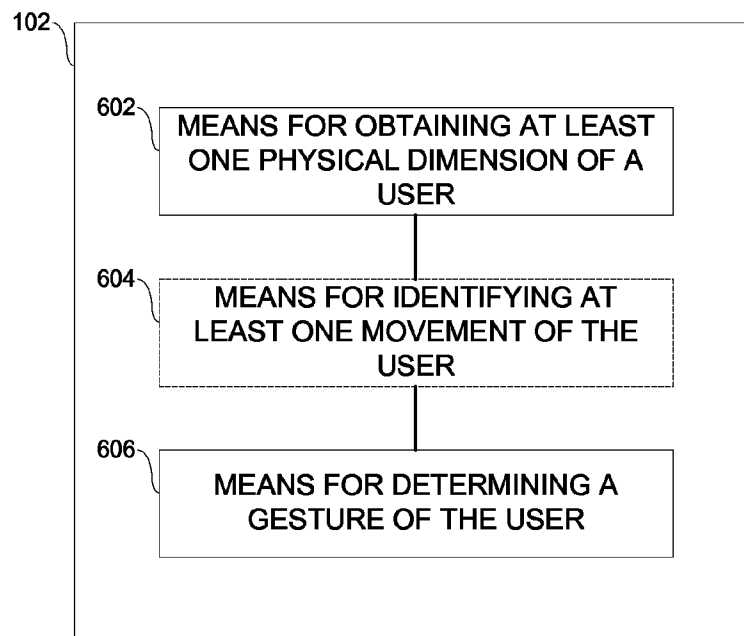 102
602
MEANS FOR OBTAINING AT LEAST
ONE PHYSICAL DIMENSION OF A
USER
604
MEANS FOR IDENTIFYING AT
LEAST ONE MOVEMENT OF THE
USER
606
MEANS FOR DETERMINING A
GESTURE OF THE USER